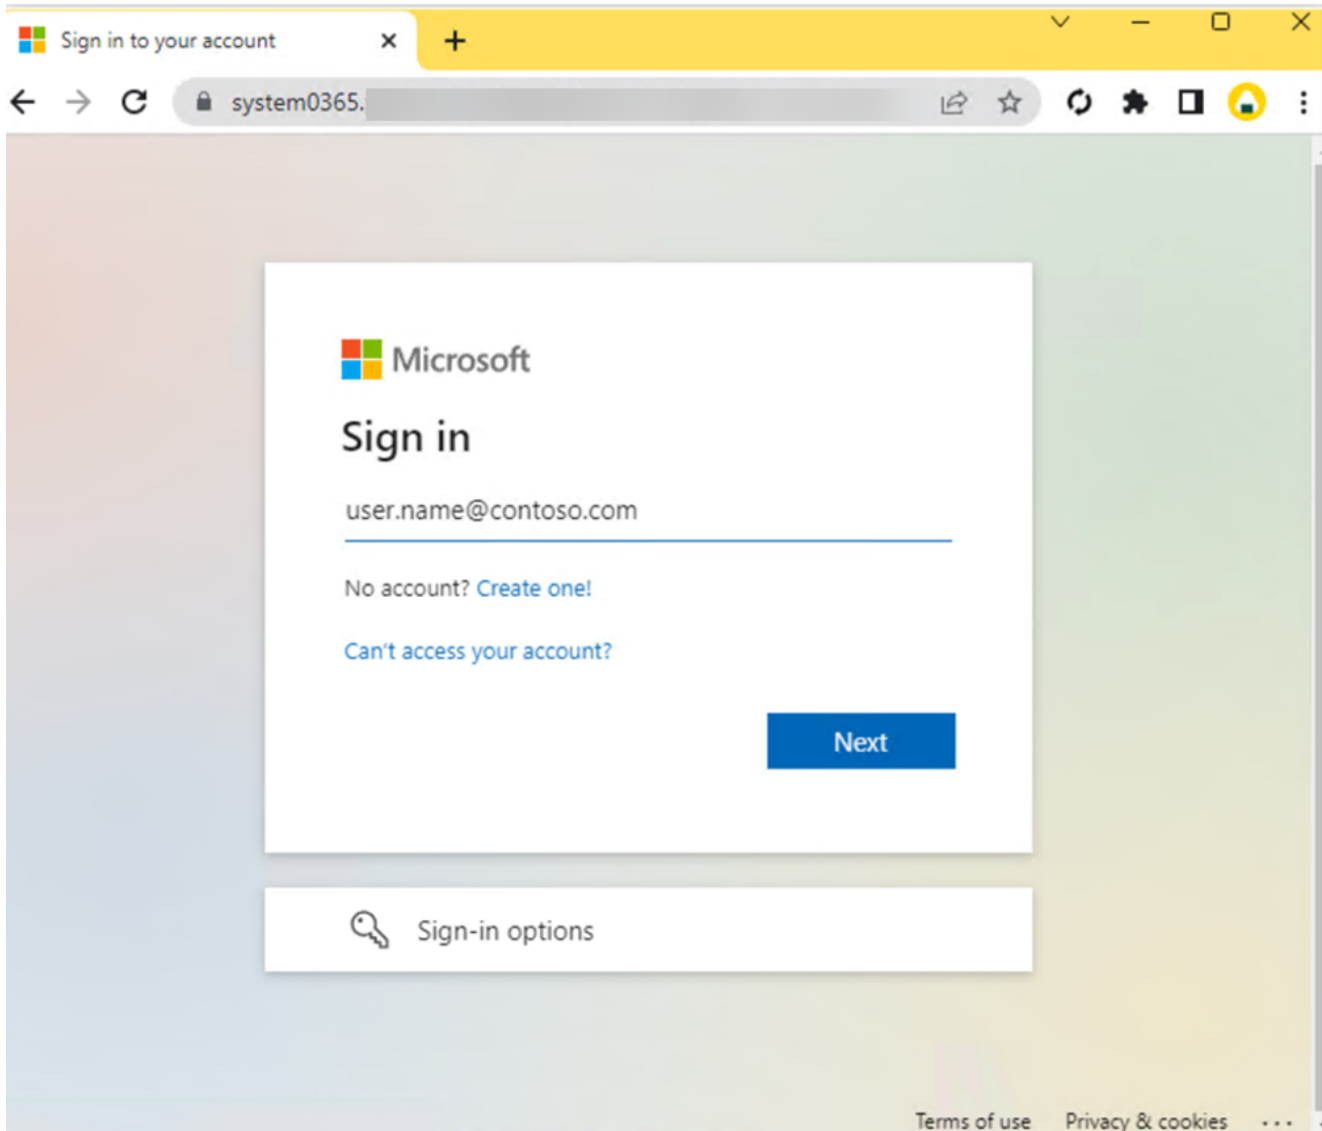 Sign in to your account
system0365.
Microsoft
Sign in
user.name@contoso.com
No account? Create one!
Can't access your account?
Next
Sign-in options
Terms of use Privacy & cookies ...